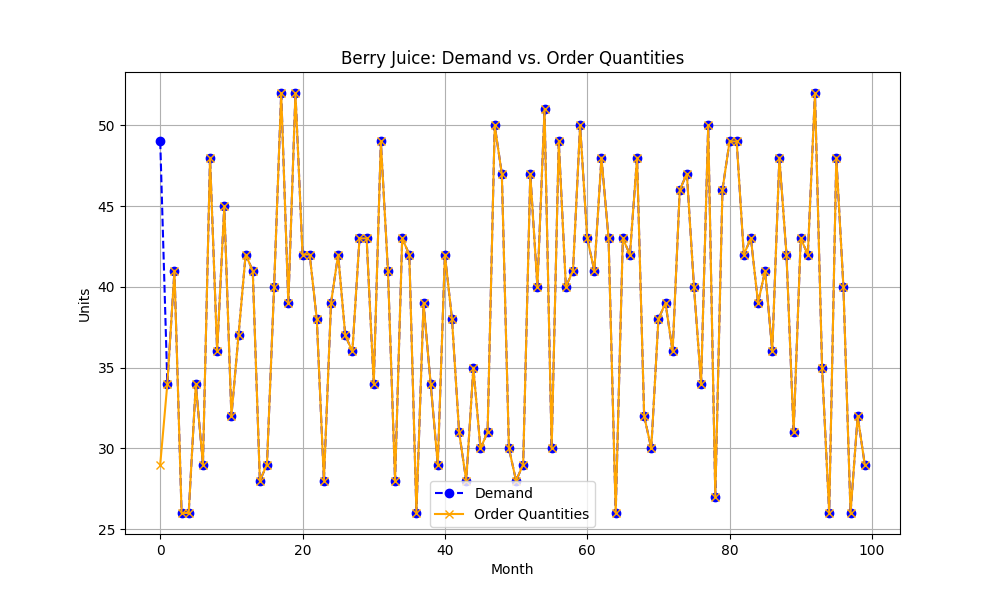 Berry Juice: Demand vs. Order Quantities
Units
50
45
40
35
30
25
Demand
Order Quantities
0 20 40 60 80 100
Month